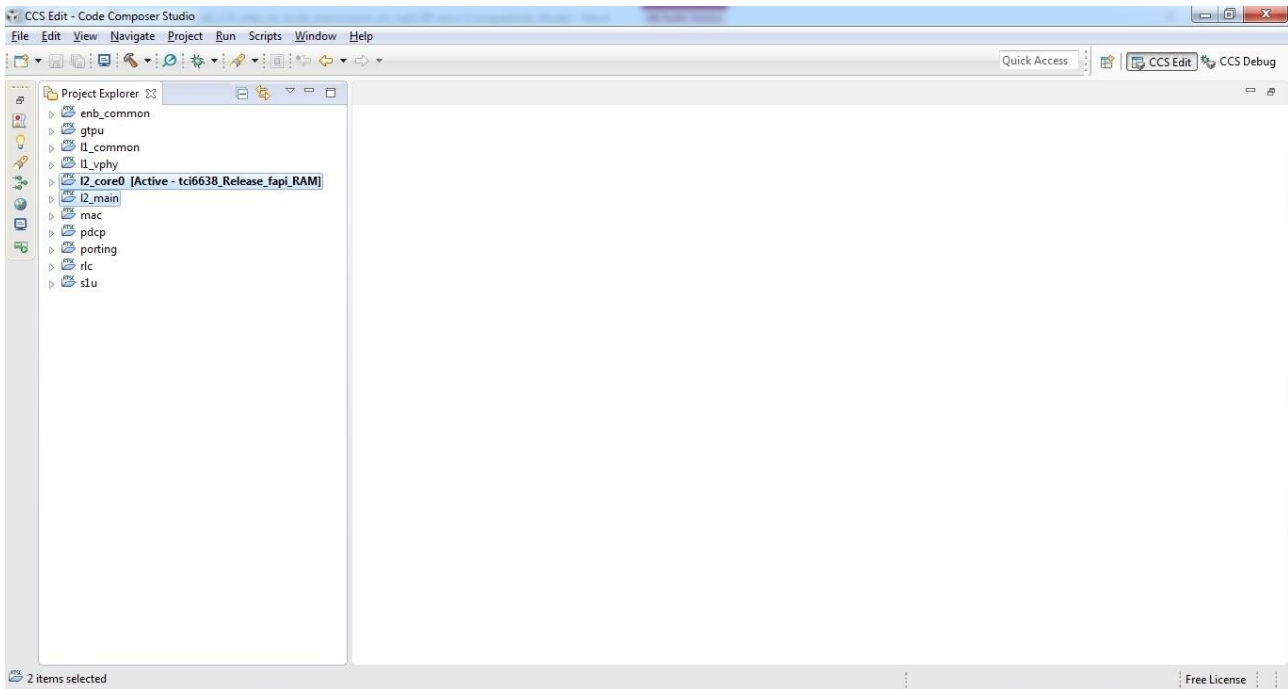 CCS Edit - Code Composer Studio
File Edit View Navigate Project Run Scripts Window Help
Quick Access CCS Edit CCS Debug
Project Explorer
enb_common
gtpu
l1_common
l1_vphy
l2_core0 [Active - tci6638_Release_fapi_RAM]
l2_main
mac
pdcp
porting
rlc
s1u
2 items selected
Free License